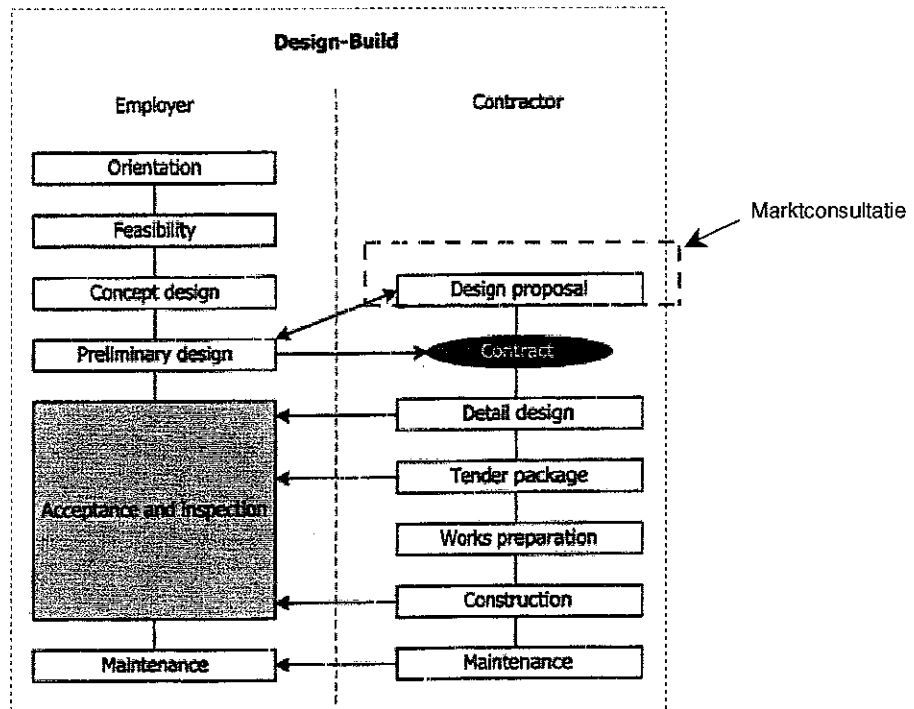 Design-Build
Employer
Contractor
Orientation
Feasibility
Concept design
Preliminary design
Acceptance and inspection
Maintenance
Design proposal
Contract
Detail design
Tender package
Works preparation
Construction
Maintenance
Marktconsultatie